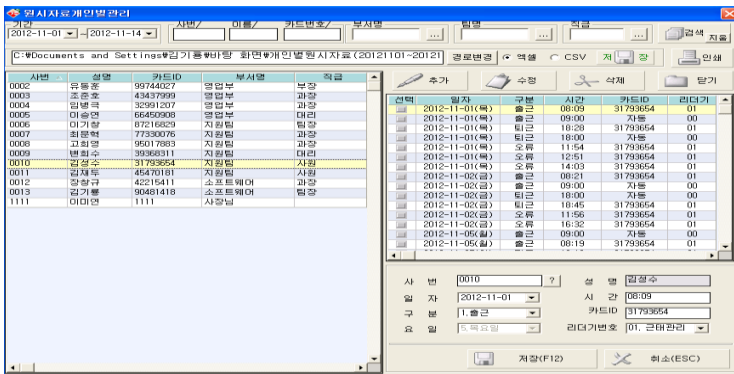 원시자료개인별관리
기간 사번/ 이름/ 카드번호/ 부서명 팀명 직급
2012-11-01 ~ 2012-11-14 ... ... ... 검색 지움
C:₩Documents and Settings₩김기룡₩바탕 화면₩개인별원시자료(20121101~20121 경로변경 엑셀 CSV 저 장 인쇄
추가 수정 삭제 닫기
사번 성명 카드ID 부서명 직급
0002 유동훈 99744027 영업부 부장
0003 조준호 43437999 영업부 과장
0004 임병국 32991207 영업부 과장
0005 이승연 66450908 영업부 대리
0006 이기창 87216829 지원팀 팀장
0007 최문혁 77330076 지원팀 과장
0008 고희영 95017883 지원팀 과장
0009 변희수 39368311 지원팀 대리
0010 김성수 31793654 지원팀 사원
0011 김재두 45470181 지원팀 사원
0012 장창규 42215411 소프트웨어 과장
0013 김기룡 90481418 소프트웨어 팀장
1111 이미연 1111 사장님
선택 일자 구분 시간 카드ID 리더기
2012-11-01(목) 출근 08:09 31793654 01
2012-11-01(목) 출근 09:00 자동 00
2012-11-01(목) 퇴근 18:28 31793654 01
2012-11-01(목) 퇴근 18:00 자동 00
2012-11-01(목) 오류 11:54 31793654 01
2012-11-01(목) 오류 12:51 31793654 01
2012-11-01(목) 오류 14:03 31793654 01
2012-11-02(금) 출근 08:21 31793654 01
2012-11-02(금) 출근 09:00 자동 00
2012-11-02(금) 퇴근 18:00 자동 00
2012-11-02(금) 퇴근 18:45 31793654 01
2012-11-02(금) 오류 11:56 31793654 01
2012-11-02(금) 오류 16:32 31793654 01
2012-11-05(월) 출근 09:00 자동 00
2012-11-05(월) 출근 08:19 31793654 01
사 번 0010 ? 성 명 김성수
일 자 2012-11-01 시 간 08:09
구 분 1.출근 카드ID 31793654
요 일 5.목요일 리더기번호 01. 근태관리
저장(F12) 취소(ESC)